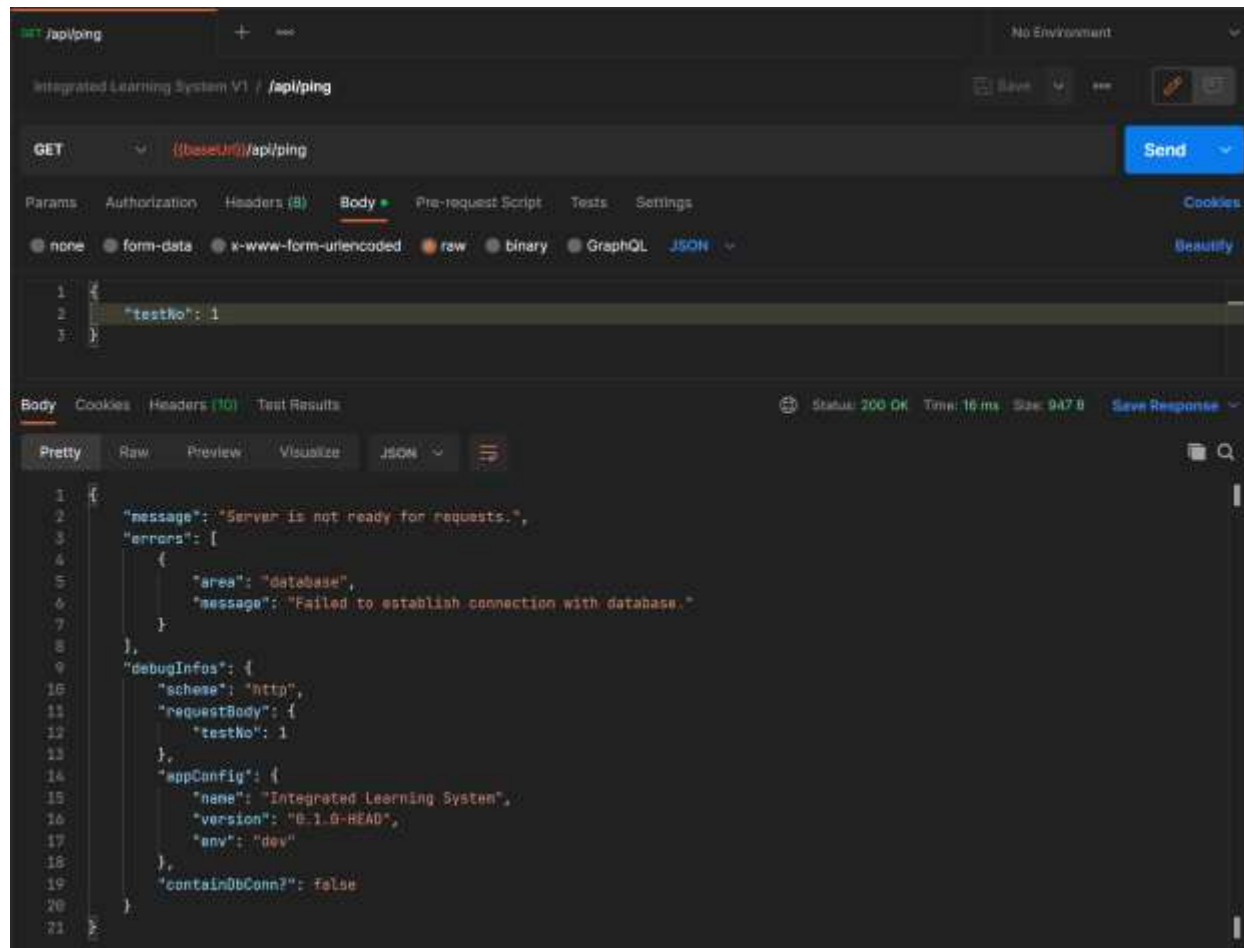 GET /api/ping
No Environment
Integrated Learning System V1 / /api/ping
Save
GET {{baseUrl}}/api/ping
Send
Params Authorization Headers (8) Body Pre-request Script Tests Settings Cookies
none form-data x-www-form-urlencoded raw binary GraphQL JSON Beautify
1 {
2 "testNo": 1
3 }
Body Cookies Headers (10) Test Results Status: 200 OK Time: 16 ms Size: 947 B Save Response
Pretty Raw Preview Visualize JSON
1 {
2 "message": "Server is not ready for requests.",
3 "errors": [
4 {
5 "area": "database",
6 "message": "Failed to establish connection with database."
7 }
8 ],
9 "debugInfos": {
10 "scheme": "http",
11 "requestBody": {
12 "testNo": 1
13 },
14 "appConfig": {
15 "name": "Integrated Learning System",
16 "version": "0.1.0-HEAD",
17 "env": "dev"
18 },
19 "containDbConn?": false
20 }
21 }